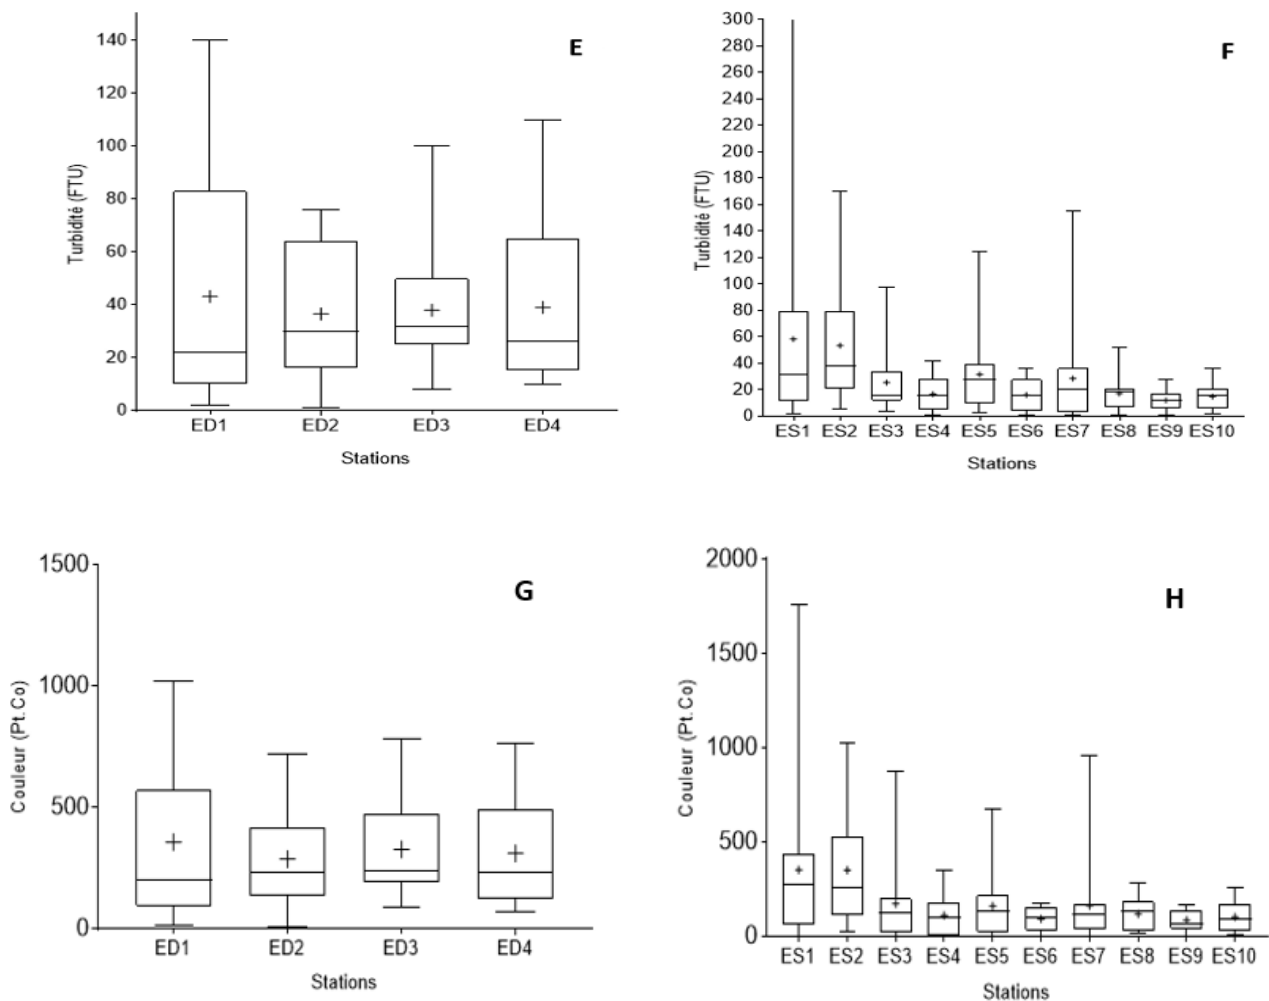 E
140
120
100
80
60
40
20
0
Turbidité (FTU)
ED1 ED2 ED3 ED4
Stations
F
300
280
260
240
220
200
180
160
140
120
100
80
60
40
20
0
Turbidité (FTU)
ES1 ES2 ES3 ES4 ES5 ES6 ES7 ES8 ES9 ES10
Stations
G
1500
1000
500
0
Couleur (Pt.Co)
ED1 ED2 ED3 ED4
Stations
H
2000
1500
1000
500
0
Couleur (Pt.Co)
ES1 ES2 ES3 ES4 ES5 ES6 ES7 ES8 ES9 ES10
Stations